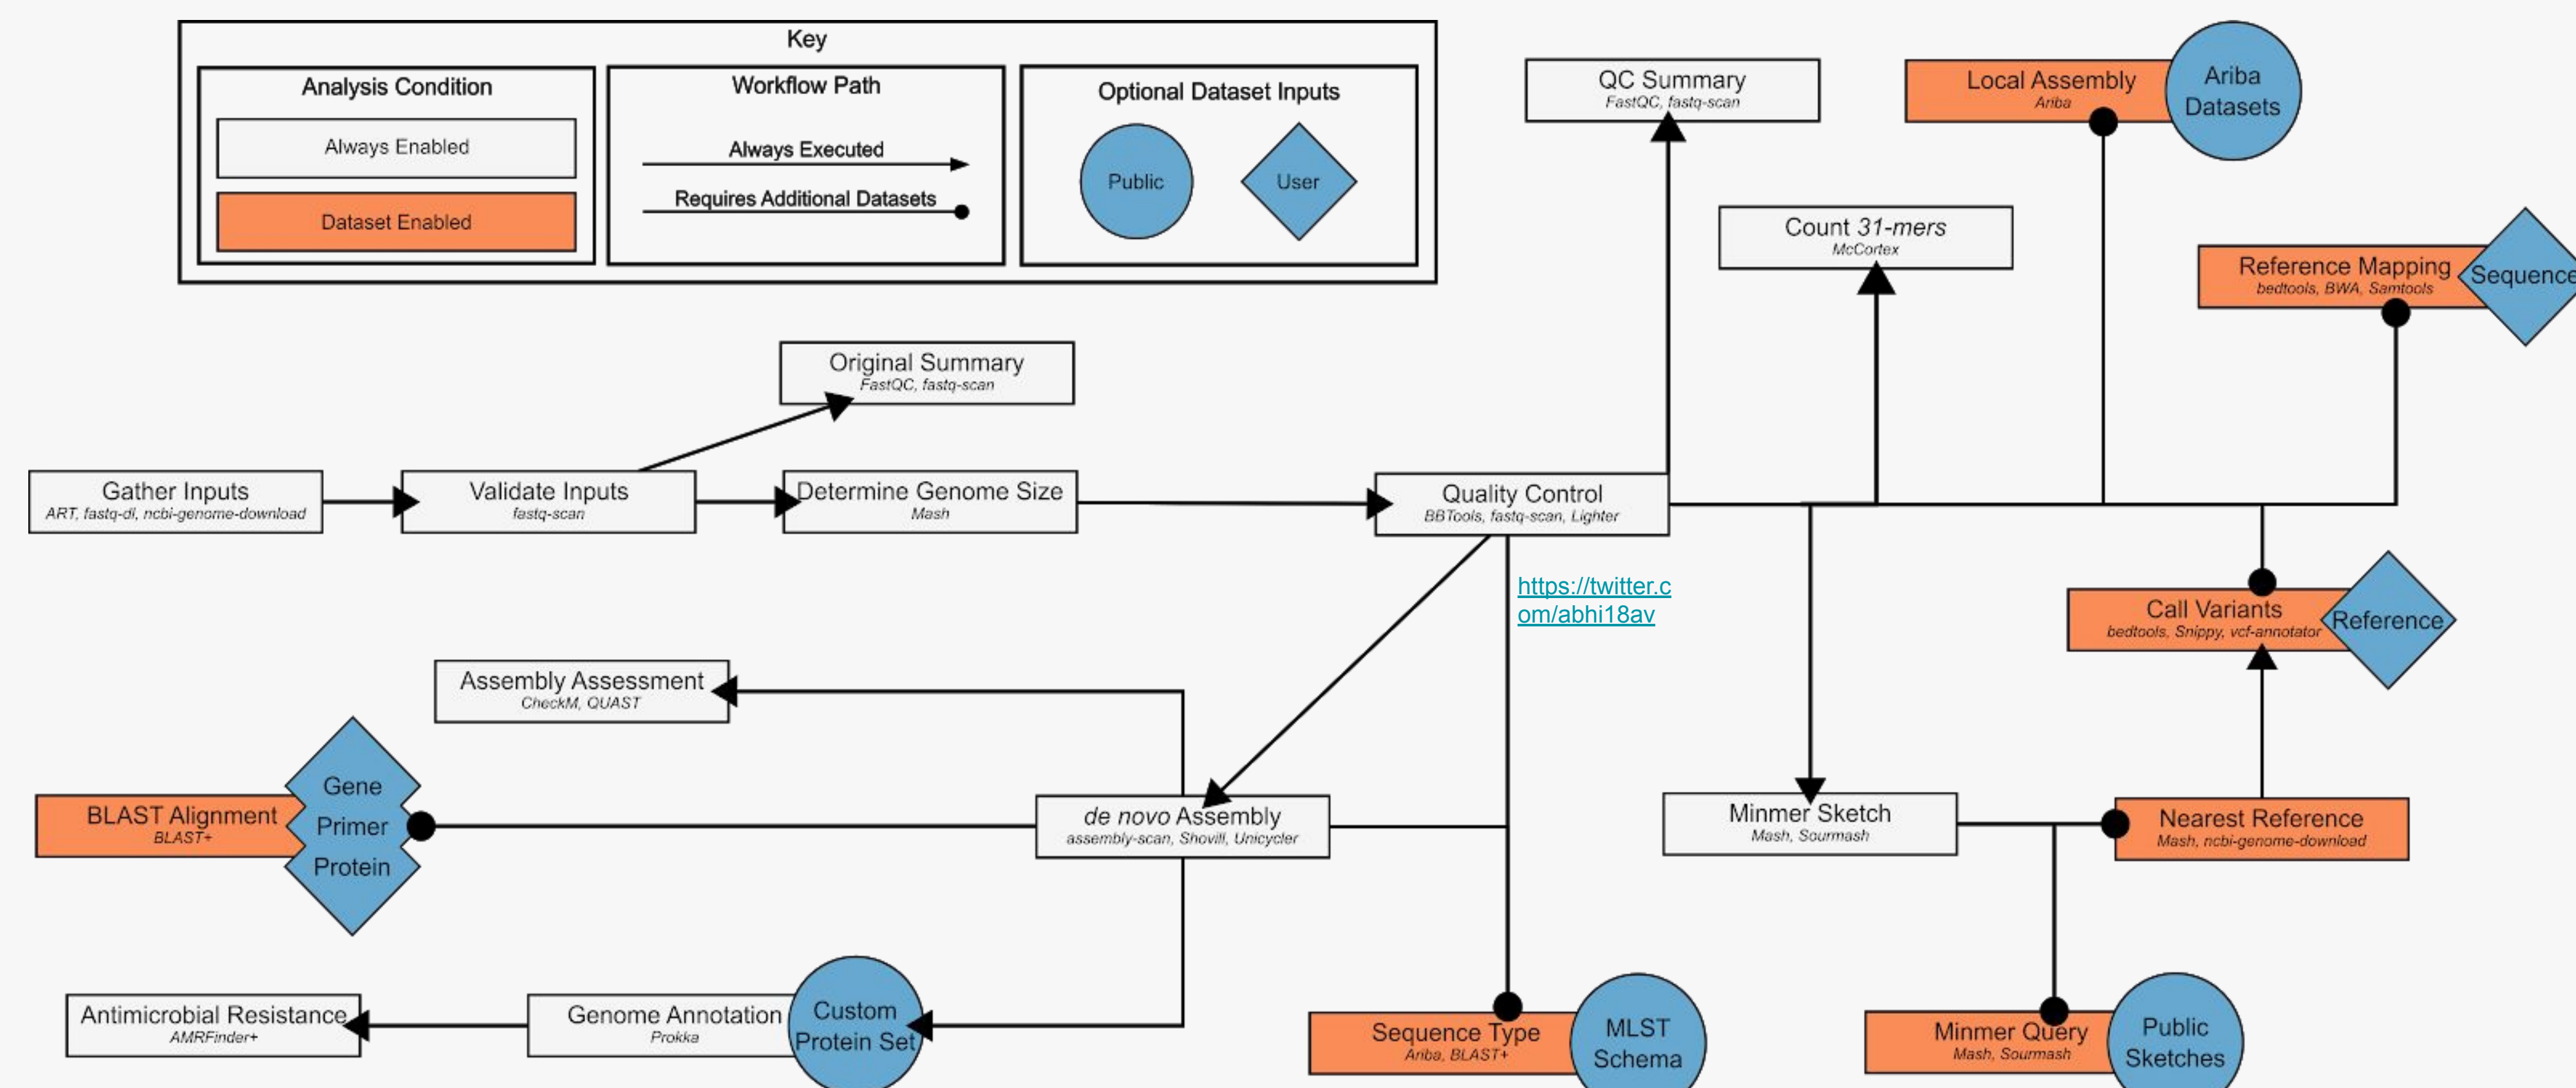 Key
Analysis Condition
Always Enabled
Dataset Enabled
Workflow Path
Always Executed
Requires Additional Datasets
Optional Dataset Inputs
Public
User
QC Summary
FastQC, fastq-scan
Local Assembly
Ariba
Ariba
Datasets
Count 31-mers
McCortex
Reference Mapping
bedtools, BWA, Samtools
Sequence
Original Summary
FastQC, fastq-scan
Gather Inputs
ART, fastq-dl, ncbi-genome-download
Validate Inputs
fastq-scan
Determine Genome Size
Mash
Quality Control
BBTools, fastq-scan, Lighter
https://twitter.c
om/abhi18av
Call Variants
bedtools, Snippy, vcf-annotator
Reference
Assembly Assessment
CheckM, QUAST
BLAST Alignment
BLAST+
Gene
Primer
Protein
de novo Assembly
assembly-scan, Shovill, Unicycler
Minmer Sketch
Mash, Sourmash
Nearest Reference
Mash, ncbi-genome-download
Antimicrobial Resistance
AMRFinder+
Genome Annotation
Prokka
Custom
Protein Set
Sequence Type
Ariba, BLAST+
MLST
Schema
Minmer Query
Mash, Sourmash
Public
Sketches